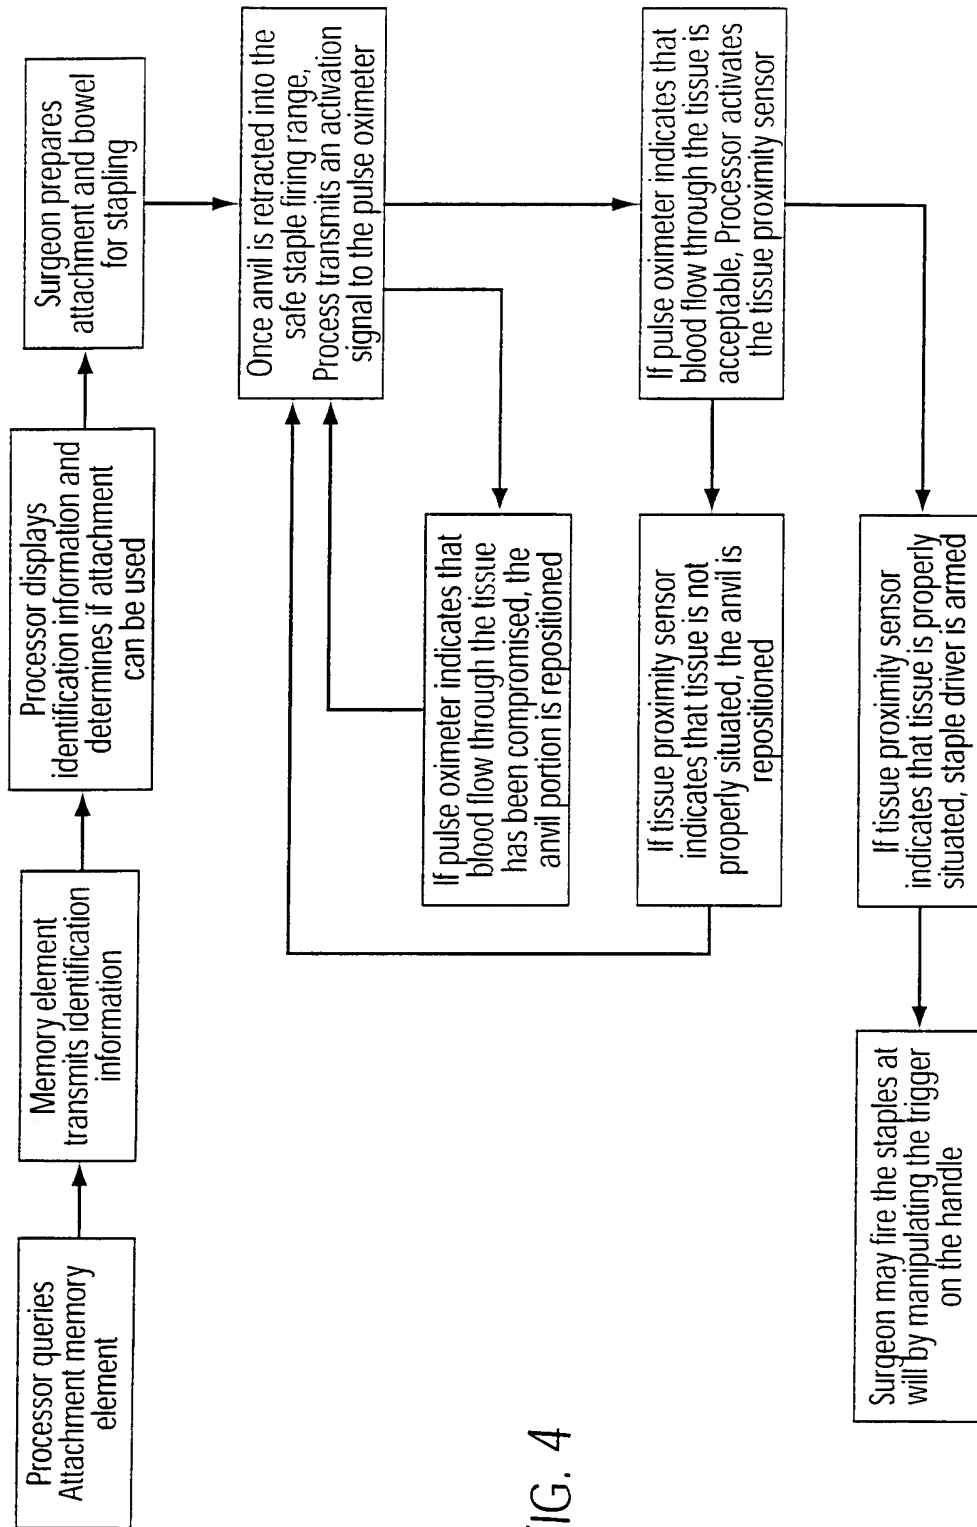 Processor queries
Attachment memory
element
Memory element
transmits identification
information
Processor displays
identification information and
determines if attachment
can be used
Surgeon prepares
attachment and bowel
for stapling
Once anvil is retracted into the
safe staple firing range,
Process transmits an activation
signal to the pulse oximeter
If pulse oximeter indicates that
blood flow through the tissue
has been compromised, the
anvil portion is repositioned
If pulse oximeter indicates that
blood flow through the tissue is
acceptable, Processor activates
the tissue proximity sensor
If tissue proximity sensor
indicates that tissue is not
properly situated, the anvil is
repositioned
If tissue proximity sensor
indicates that tissue is properly
situated, staple driver is armed
Surgeon may fire the staples at
will by manipulating the trigger
on the handle
FIG. 4